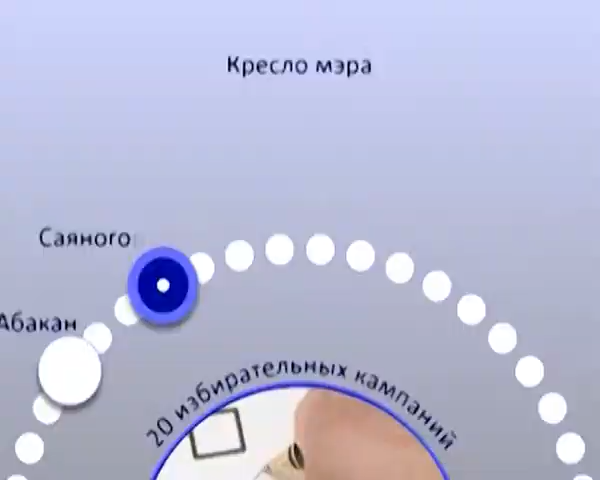 Кресло мэра
Саяного
Абакан
20 избирательных кампаний